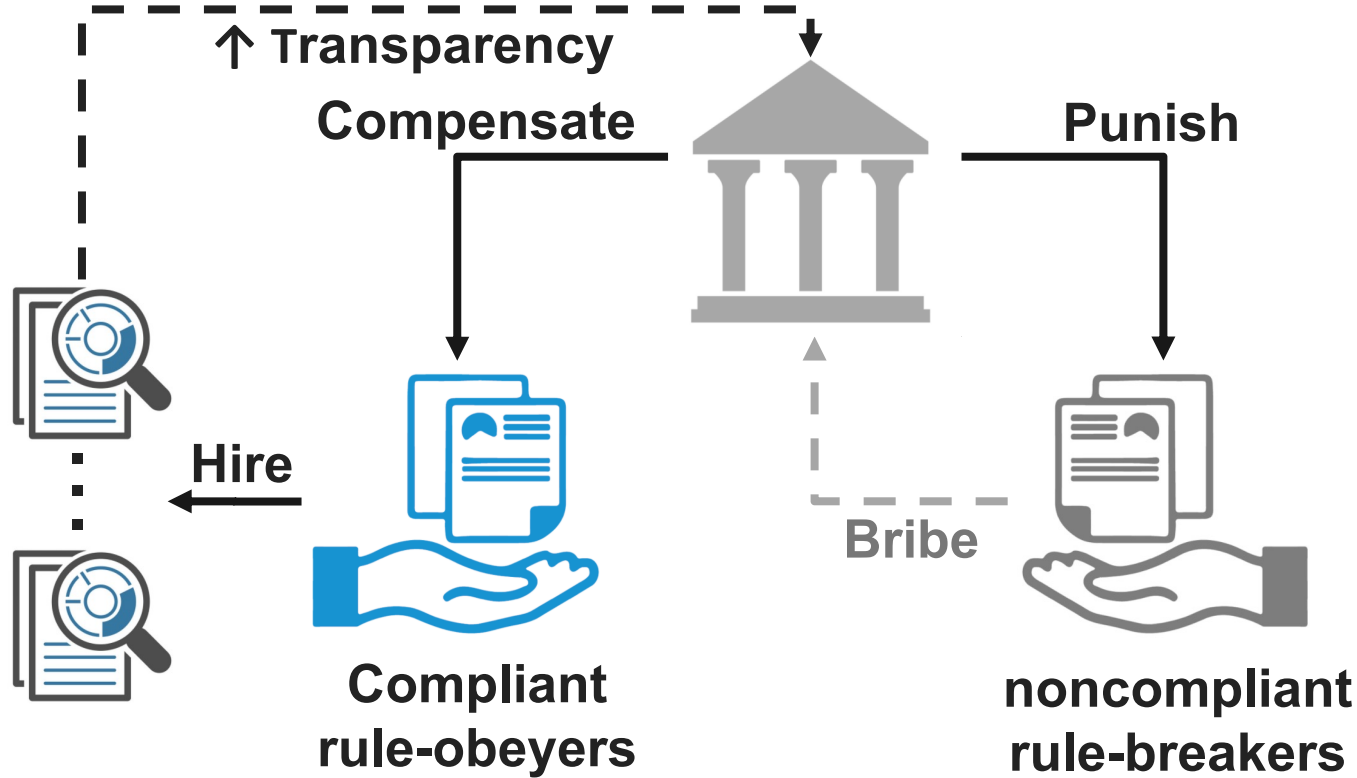 ↑ Transparency
Compensate
Punish
Hire
Bribe
Compliant
rule-obeyers
noncompliant
rule-breakers